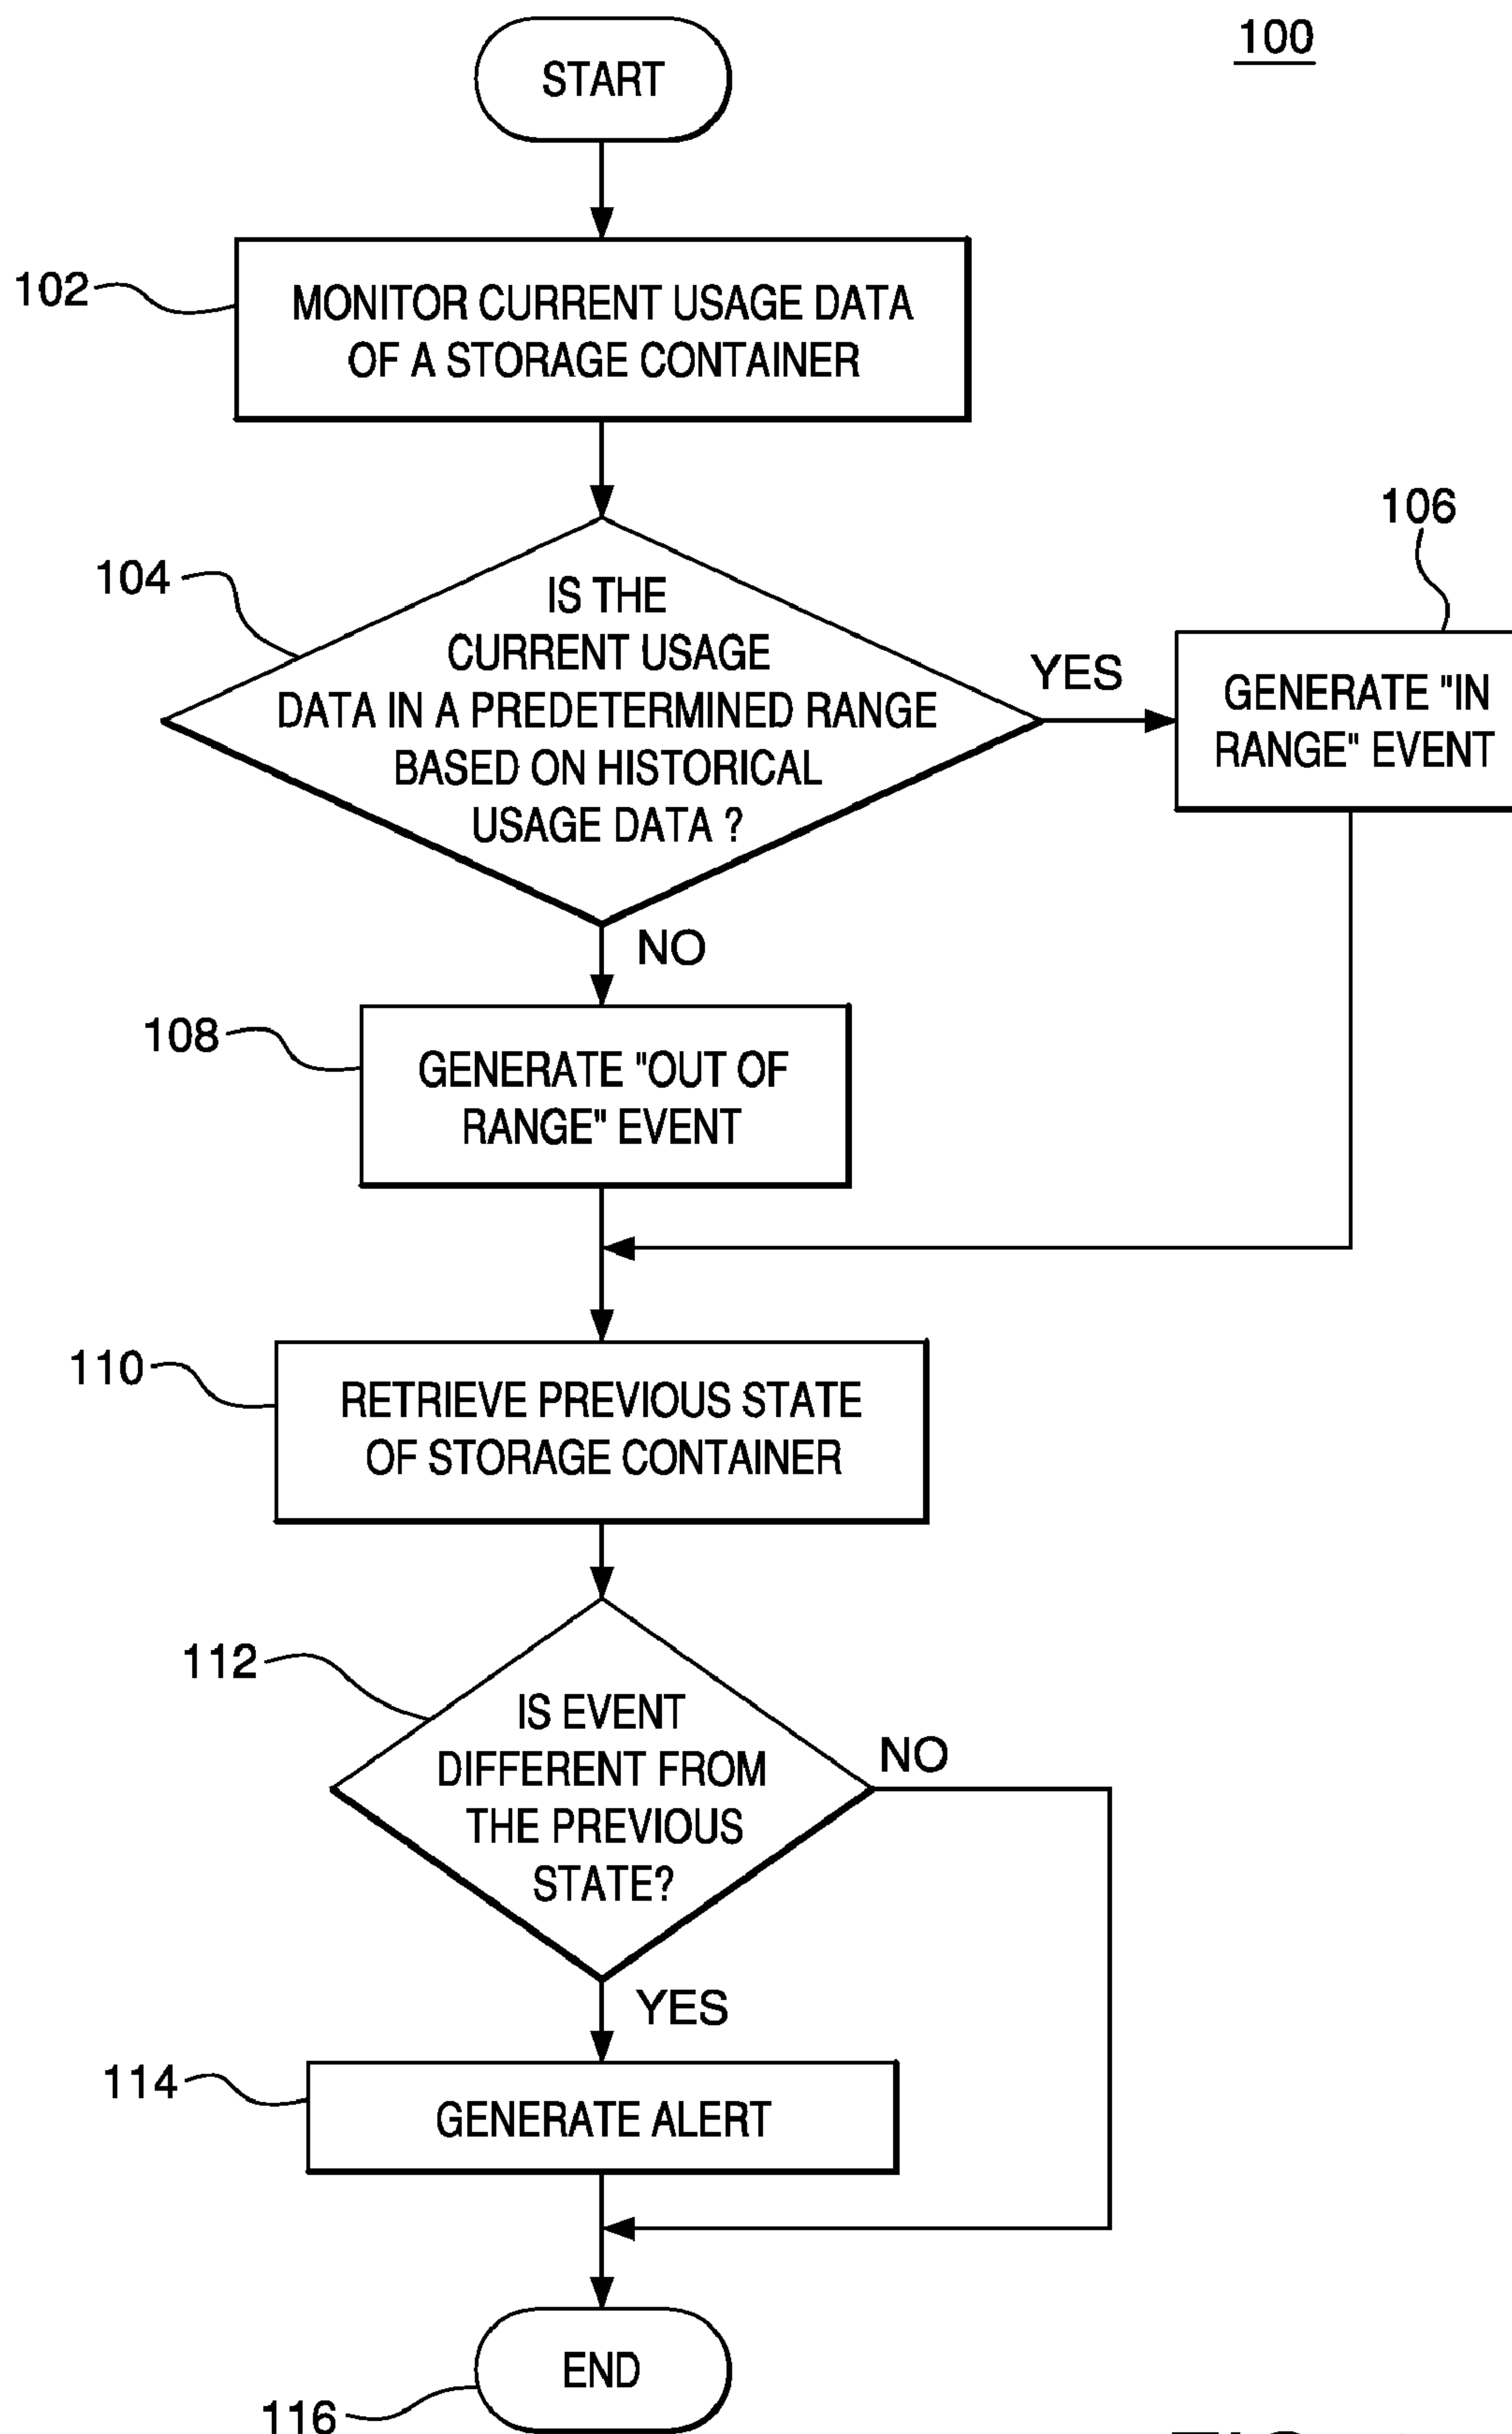 100
START
102
MONITOR CURRENT USAGE DATA
OF A STORAGE CONTAINER
104
IS THE
CURRENT USAGE
DATA IN A PREDETERMINED RANGE
BASED ON HISTORICAL
USAGE DATA ?
YES
106
GENERATE "IN
RANGE" EVENT
NO
108
GENERATE "OUT OF
RANGE" EVENT
110
RETRIEVE PREVIOUS STATE
OF STORAGE CONTAINER
112
IS EVENT
DIFFERENT FROM
THE PREVIOUS
STATE?
NO
YES
114
GENERATE ALERT
END
116